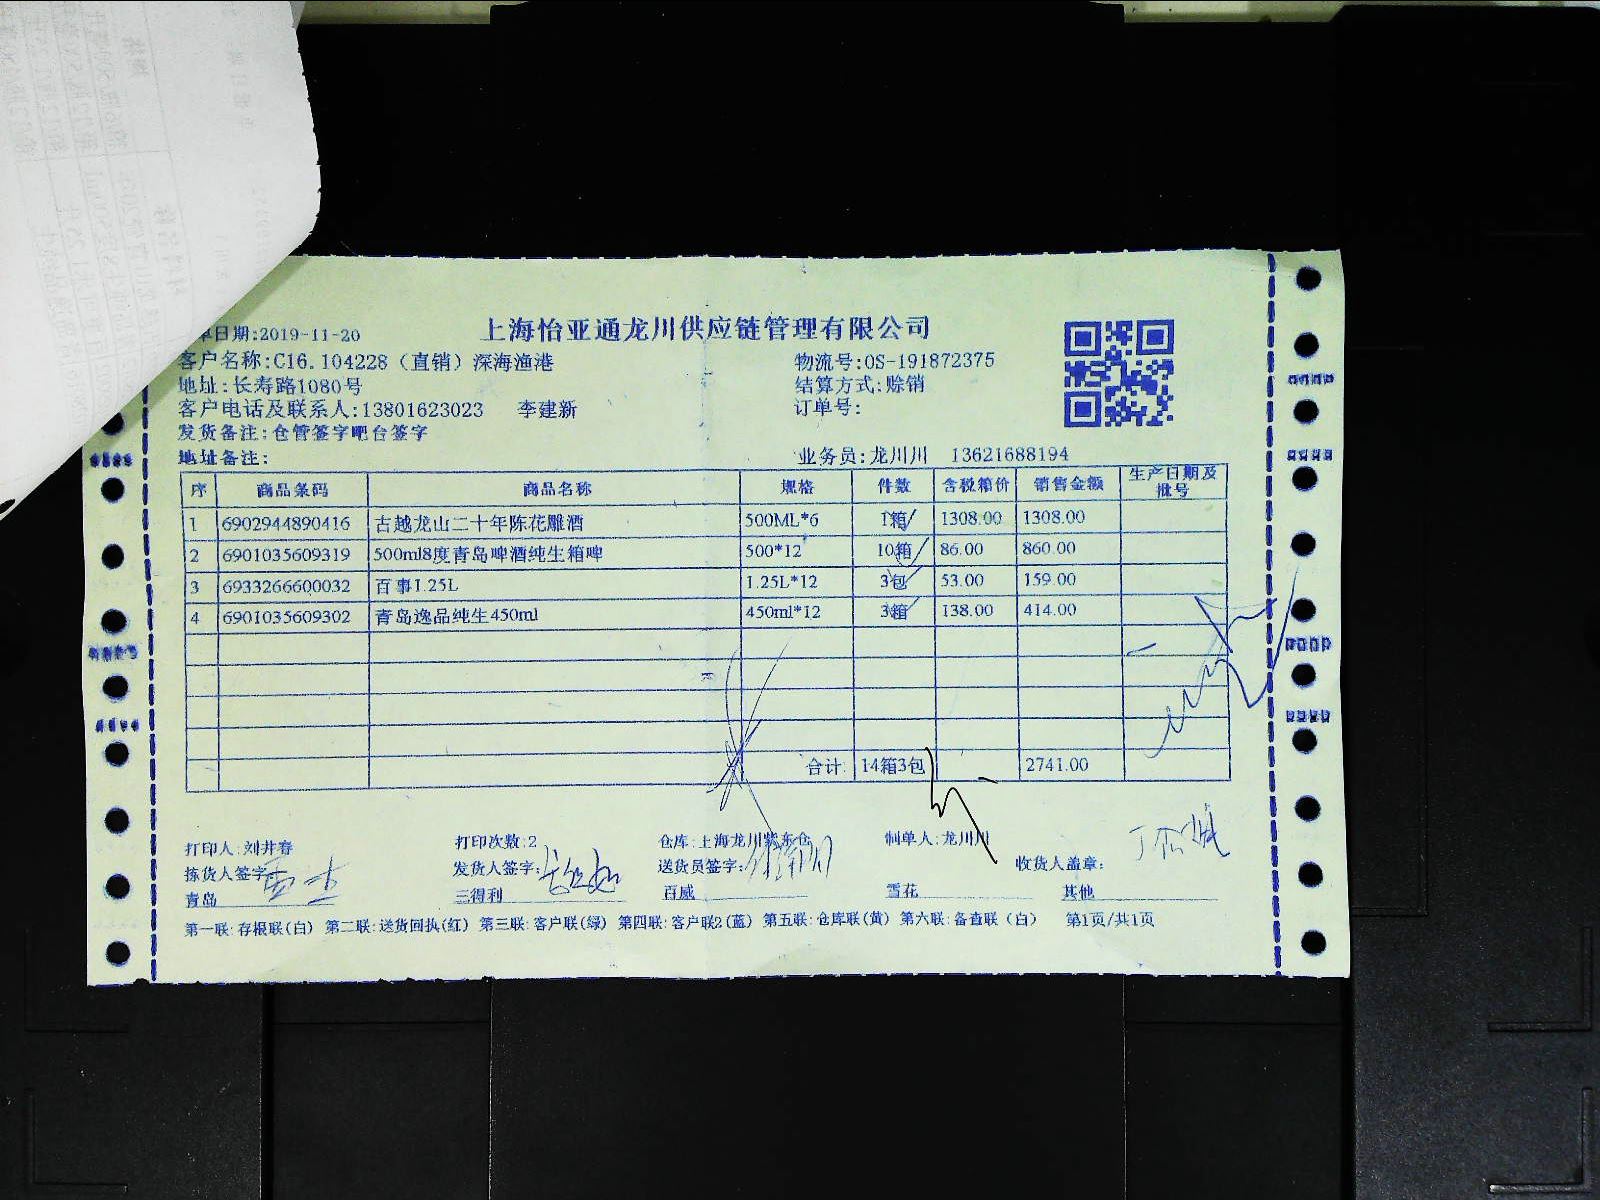 上海怡亚通龙川供应链管理有限公司
单日期:2019-11-20
客户名称:C16.104228（直销）深海渔港 物流号:OS-191872375
地址:长寿路1080号 结算方式:赊销
客户电话及联系人:13801623023 李建新 订单号:
发货备注:仓管签字吧台签字
地址备注: 业务员:龙川川 13621688194
序 商品条码 商品名称 规格 件数 含税箱价 销售金额 生产日期及批号
1 6902944890416 古越龙山二十年陈花雕酒 500ML*6 1箱 1308.00 1308.00
2 6901035609319 500ml8度青岛啤酒纯生箱啤 500*12 10箱 86.00 860.00
3 6933266600032 百事1.25L 1.25L*12 3包 53.00 159.00
4 6901035609302 青岛逸品纯生450ml 450ml*12 3箱 138.00 414.00
合计: 14箱3包 2741.00
打印人:刘井春 打印次数:2 仓库:上海龙川紫东仓 制单人:龙川川
拣货人签字 发货人签字: 送货员签字: 收货人盖章:
青岛 三得利 百威 雪花 其他
第一联:存根联(白) 第二联:送货回执(红) 第三联:客户联(绿) 第四联:客户联2(蓝) 第五联:仓库联(黄) 第六联:备查联(白) 第1页/共1页